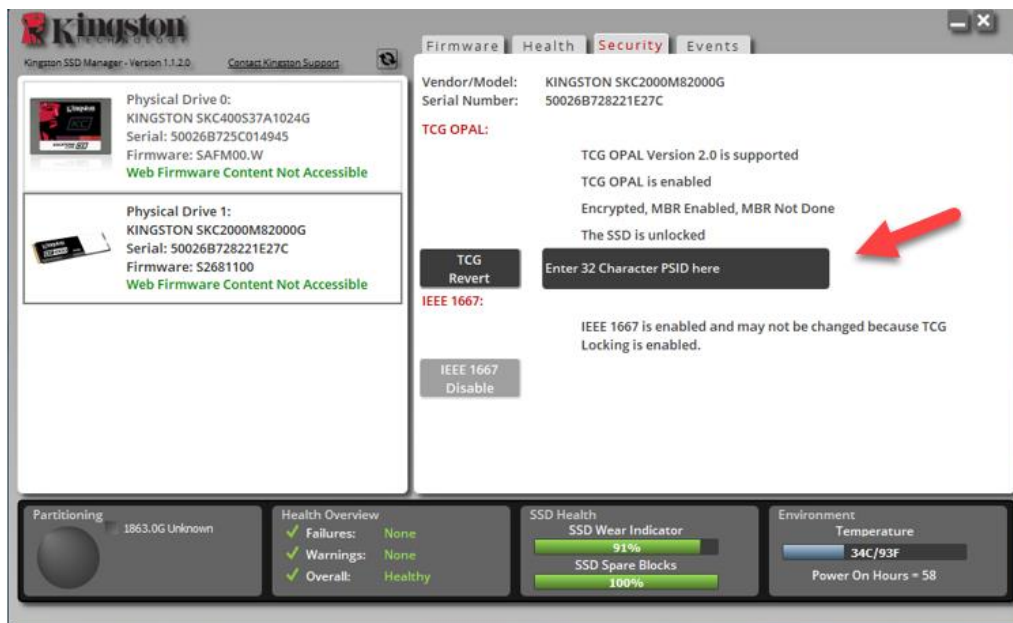 Kingston
TECHNOLOGY
Kingston SSD Manager - Version 1.1.2.0 Contact Kingston Support
Physical Drive 0:
KINGSTON SKC400S37A1024G
Serial: 50026B725C014945
Firmware: SAFM00.W
Web Firmware Content Not Accessible
Physical Drive 1:
KINGSTON SKC2000M82000G
Serial: 50026B728221E27C
Firmware: S2681100
Web Firmware Content Not Accessible
Firmware Health Security Events
Vendor/Model: KINGSTON SKC2000M82000G
Serial Number: 50026B728221E27C
TCG OPAL:
TCG OPAL Version 2.0 is supported
TCG OPAL is enabled
Encrypted, MBR Enabled, MBR Not Done
The SSD is unlocked
TCG
Revert
Enter 32 Character PSID here
IEEE 1667:
IEEE 1667 is enabled and may not be changed because TCG
Locking is enabled.
IEEE 1667
Disable
Partitioning
1863.0G Unknown
Health Overview
Failures: None
Warnings: None
Overall: Healthy
SSD Health
SSD Wear Indicator
91%
SSD Spare Blocks
100%
Environment
Temperature
34C/93F
Power On Hours = 58